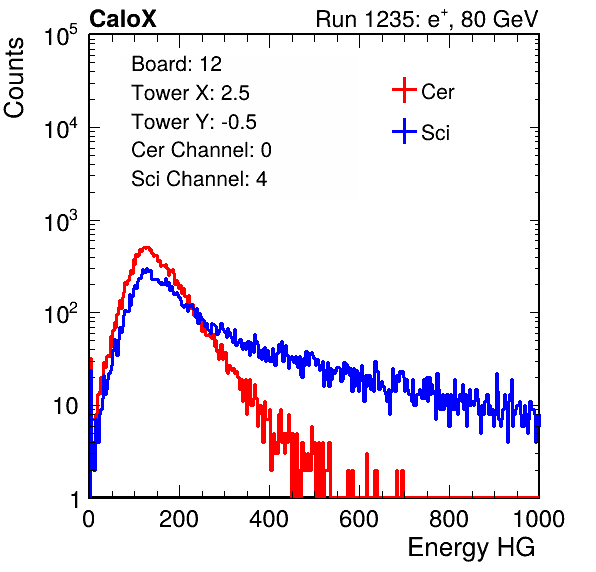 CaloX Run 1235: e⁺, 80 GeV
Counts
10⁵
10⁴
10³
10²
10
1
Board: 12
Tower X: 2.5
Tower Y: -0.5
Cer Channel: 0
Sci Channel: 4
Cer
Sci
0 200 400 600 800 1000
Energy HG